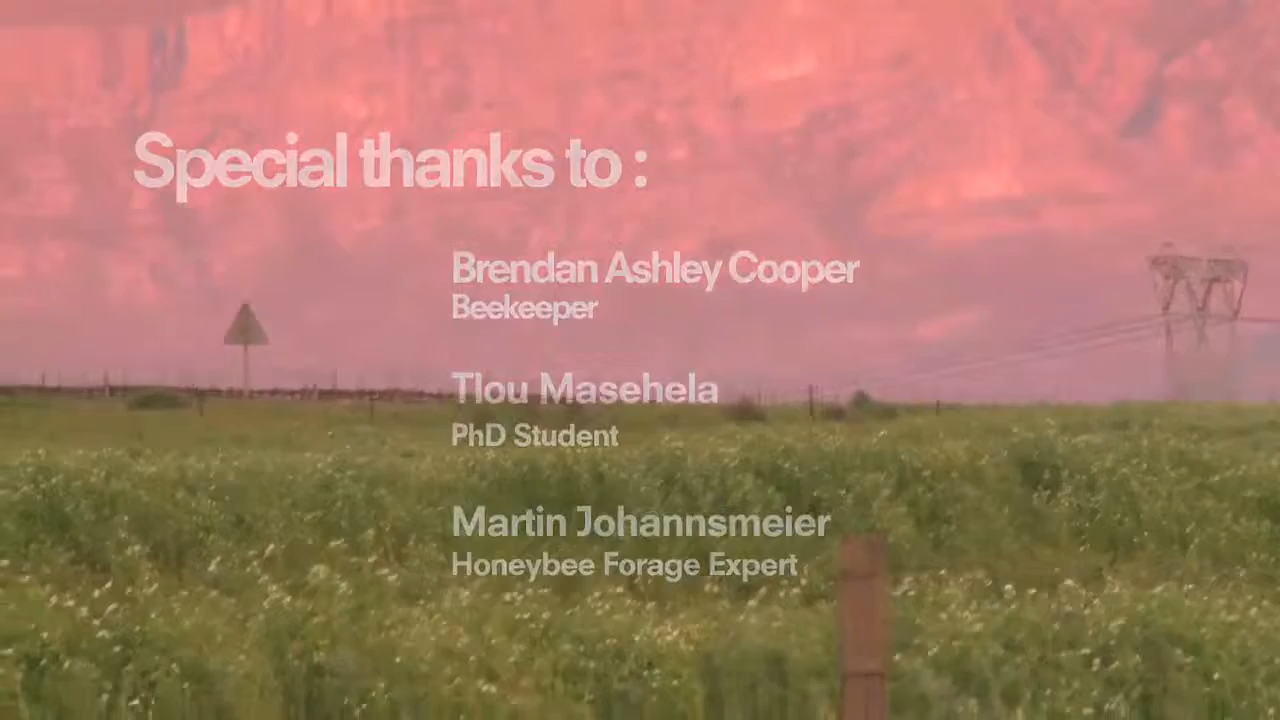 Special thanks to :
Brendan Ashley Cooper
Beekeeper
Tlou Masehela
PhD Student
Martin Johannsmeier
Honeybee Forage Expert